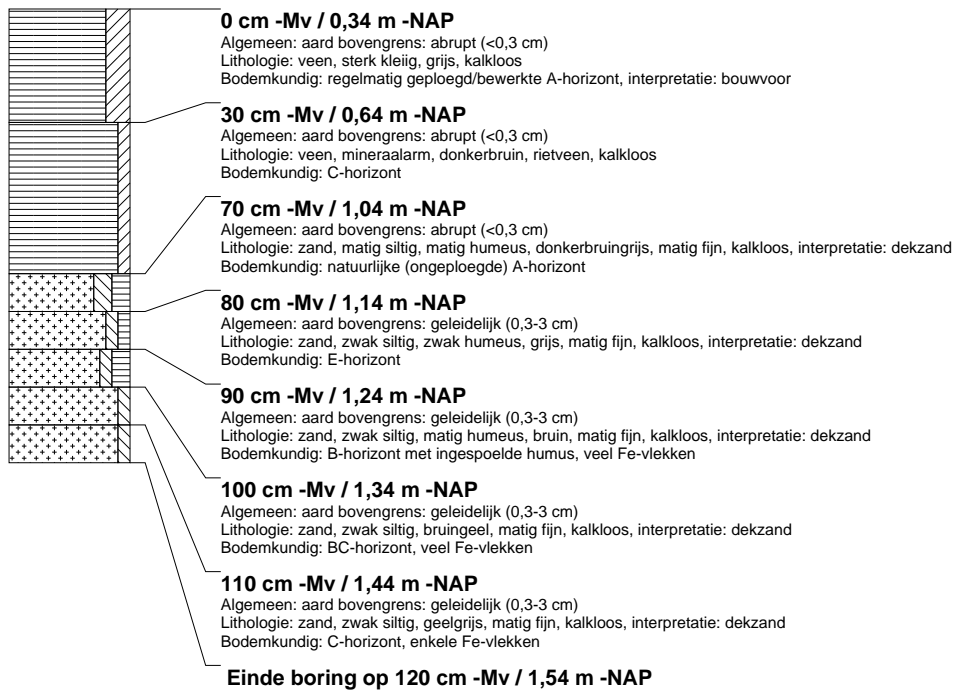 0 cm -Mv / 0,34 m -NAP
Algemeen: aard bovengrens: abrupt (<0,3 cm)
Lithologie: veen, sterk kleiig, grijs, kalkloos
Bodemkundig: regelmatig geploegd/bewerkte A-horizont, interpretatie: bouwvoor
30 cm -Mv / 0,64 m -NAP
Algemeen: aard bovengrens: abrupt (<0,3 cm)
Lithologie: veen, mineraalarm, donkerbruin, rietveen, kalkloos
Bodemkundig: C-horizont
70 cm -Mv / 1,04 m -NAP
Algemeen: aard bovengrens: abrupt (<0,3 cm)
Lithologie: zand, matig siltig, matig humeus, donkerbruingrijs, matig fijn, kalkloos, interpretatie: dekzand
Bodemkundig: natuurlijke (ongeploegde) A-horizont
80 cm -Mv / 1,14 m -NAP
Algemeen: aard bovengrens: geleidelijk (0,3-3 cm)
Lithologie: zand, zwak siltig, zwak humeus, grijs, matig fijn, kalkloos, interpretatie: dekzand
Bodemkundig: E-horizont
90 cm -Mv / 1,24 m -NAP
Algemeen: aard bovengrens: geleidelijk (0,3-3 cm)
Lithologie: zand, zwak siltig, matig humeus, bruin, matig fijn, kalkloos, interpretatie: dekzand
Bodemkundig: B-horizont met ingespoelde humus, veel Fe-vlekken
100 cm -Mv / 1,34 m -NAP
Algemeen: aard bovengrens: geleidelijk (0,3-3 cm)
Lithologie: zand, zwak siltig, bruingeel, matig fijn, kalkloos, interpretatie: dekzand
Bodemkundig: BC-horizont, veel Fe-vlekken
110 cm -Mv / 1,44 m -NAP
Algemeen: aard bovengrens: geleidelijk (0,3-3 cm)
Lithologie: zand, zwak siltig, geelgrijs, matig fijn, kalkloos, interpretatie: dekzand
Bodemkundig: C-horizont, enkele Fe-vlekken
Einde boring op 120 cm -Mv / 1,54 m -NAP